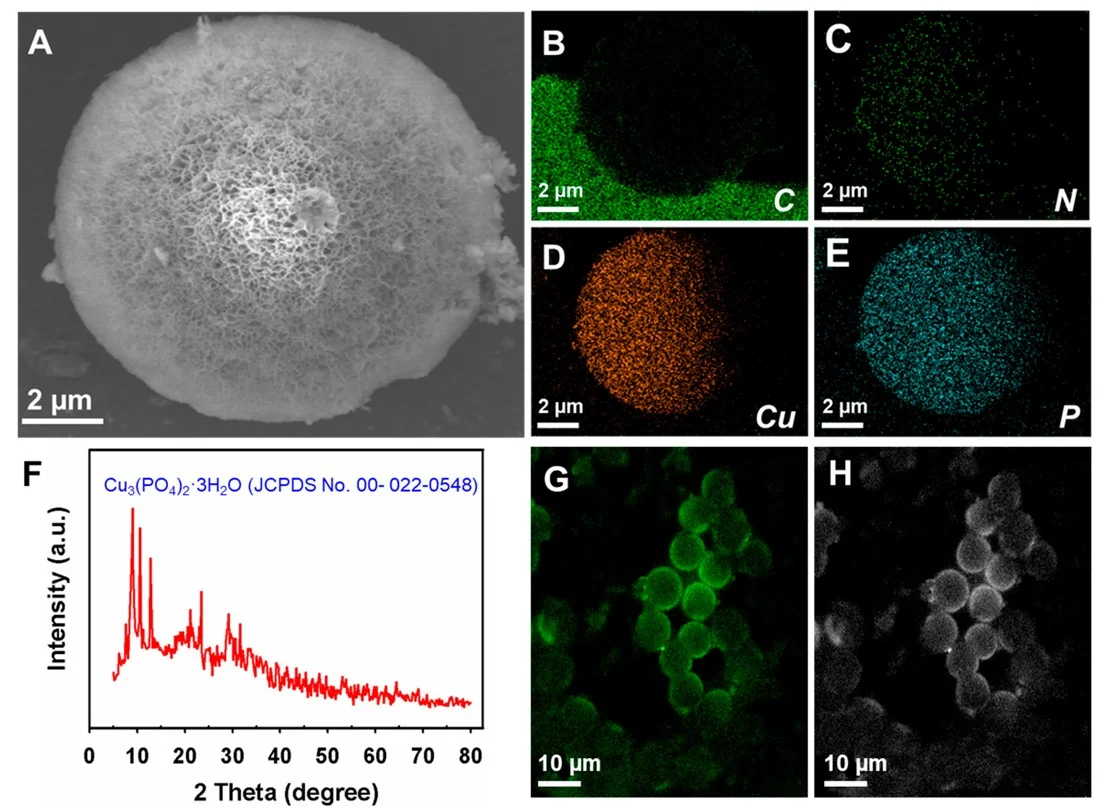 A
2 μm
B
2 μm
C
C
2 μm
N
D
2 μm
Cu
E
2 μm
P
F
Cu₃(PO₄)₂·3H₂O (JCPDS No. 00- 022-0548)
Intensity (a.u.)
0 10 20 30 40 50 60 70 80
2 Theta (degree)
G
10 μm
H
10 μm